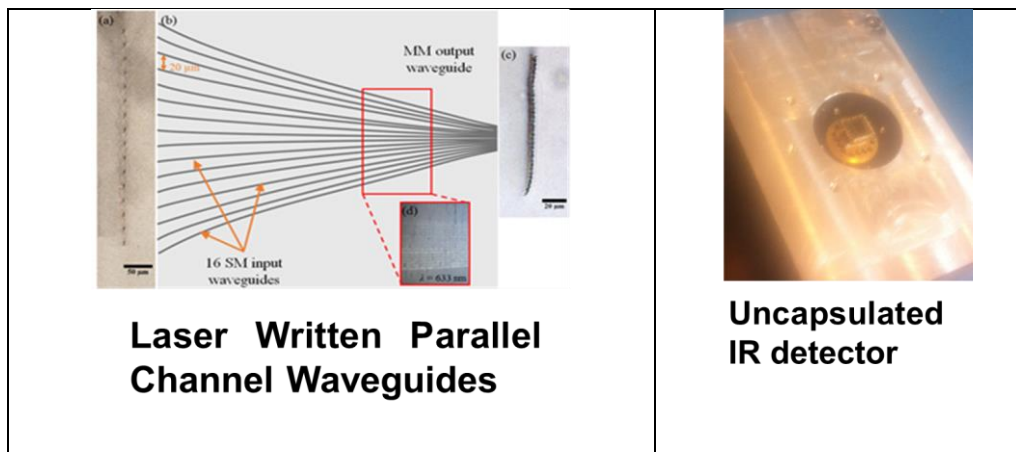 (a)
(b)
20 μm
MM output
waveguide
(c)
16 SM input
waveguides
(d)
λ = 633 nm
50 μm
20 μm
Laser Written Parallel
Channel Waveguides
Uncapsulated
IR detector